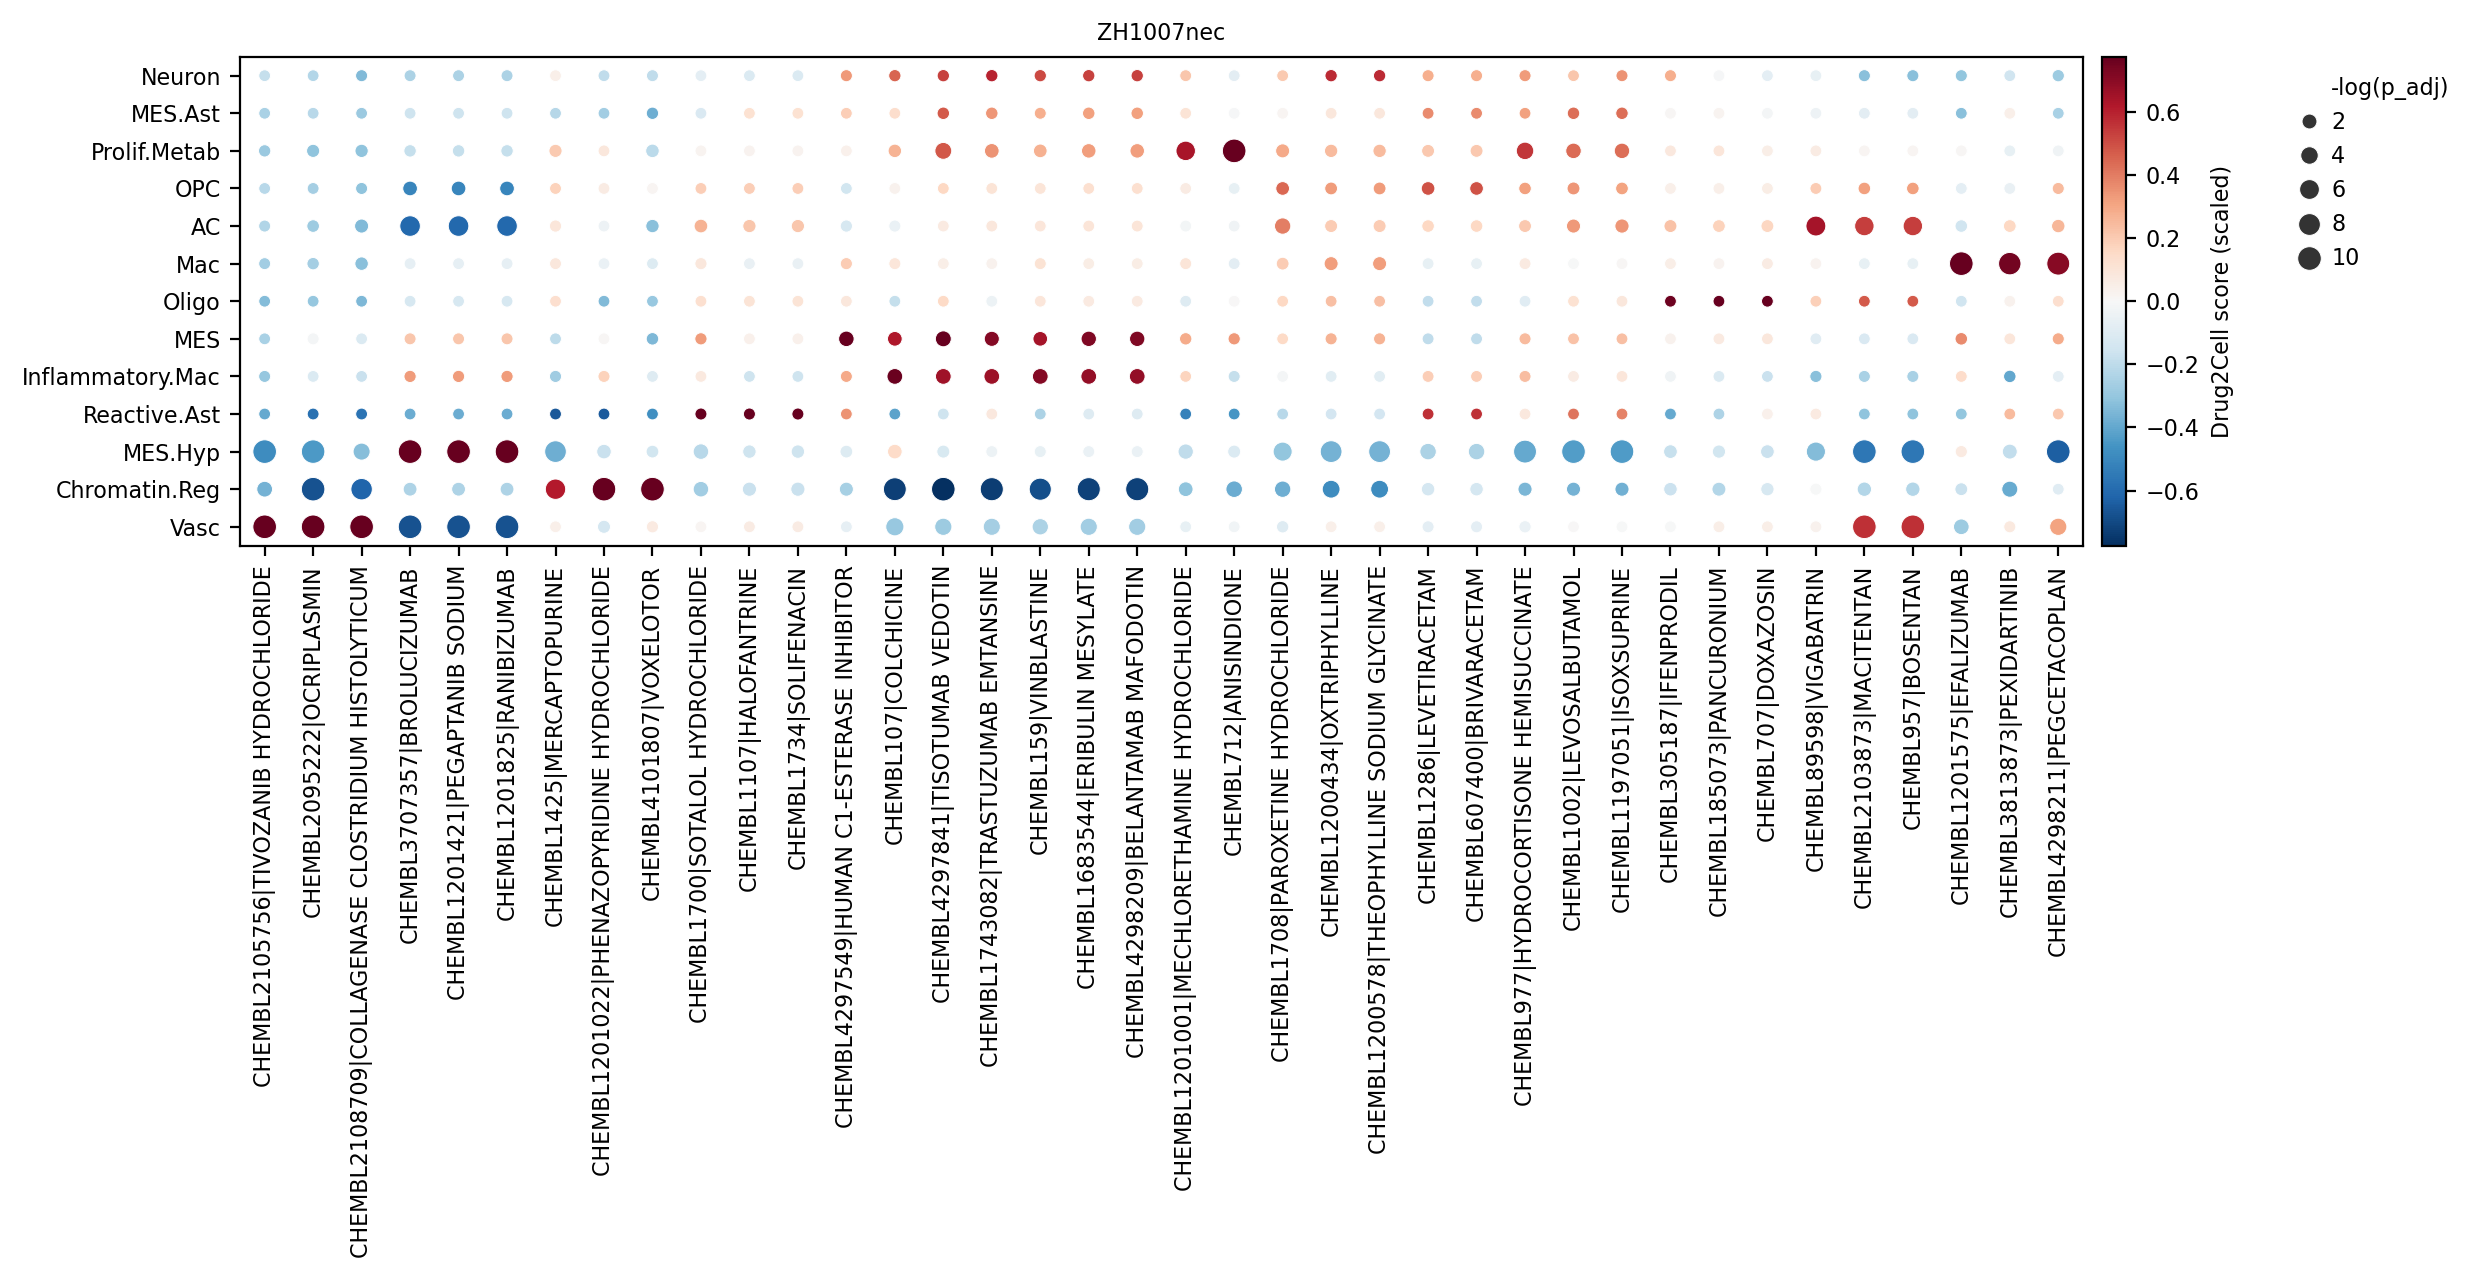 ZH1007nec
Neuron
MES.Ast
Prolif.Metab
OPC
AC
Mac
Oligo
MES
Inflammatory.Mac
Reactive.Ast
MES.Hyp
Chromatin.Reg
Vasc
CHEMBL2105756|TIVOZANIB HYDROCHLORIDE
CHEMBL2095222|OCRIPLASMIN
CHEMBL2108709|COLLAGENASE CLOSTRIDIUM HISTOLYTICUM
CHEMBL3707357|BROLUCIZUMAB
CHEMBL1201421|PEGAPTANIB SODIUM
CHEMBL1201825|RANIBIZUMAB
CHEMBL1425|MERCAPTOPURINE
CHEMBL1201022|PHENAZOPYRIDINE HYDROCHLORIDE
CHEMBL4101807|VOXELOTOR
CHEMBL1700|SOTALOL HYDROCHLORIDE
CHEMBL1107|HALOFANTRINE
CHEMBL1734|SOLIFENACIN
CHEMBL4297549|HUMAN C1-ESTERASE INHIBITOR
CHEMBL107|COLCHICINE
CHEMBL4297841|TISOTUMAB VEDOTIN
CHEMBL1743082|TRASTUZUMAB EMTANSINE
CHEMBL159|VINBLASTINE
CHEMBL1683544|ERIBULIN MESYLATE
CHEMBL4298209|BELANTAMAB MAFODOTIN
CHEMBL1201001|MECHLORETHAMINE HYDROCHLORIDE
CHEMBL712|ANISINDIONE
CHEMBL1708|PAROXETINE HYDROCHLORIDE
CHEMBL1200434|OXTRIPHYLLINE
CHEMBL1200578|THEOPHYLLINE SODIUM GLYCINATE
CHEMBL1286|LEVETIRACETAM
CHEMBL607400|BRIVARACETAM
CHEMBL977|HYDROCORTISONE HEMISUCCINATE
CHEMBL1002|LEVOSALBUTAMOL
CHEMBL1197051|ISOXSUPRINE
CHEMBL305187|IFENPRODIL
CHEMBL185073|PANCURONIUM
CHEMBL707|DOXAZOSIN
CHEMBL89598|VIGABATRIN
CHEMBL2103873|MACITENTAN
CHEMBL957|BOSENTAN
CHEMBL1201575|EFALIZUMAB
CHEMBL3813873|PEXIDARTINIB
CHEMBL4298211|PEGCETACOPLAN
0.6
0.4
0.2
0.0
−0.2
−0.4
−0.6
Drug2Cell score (scaled)
-log(p_adj)
2
4
6
8
10